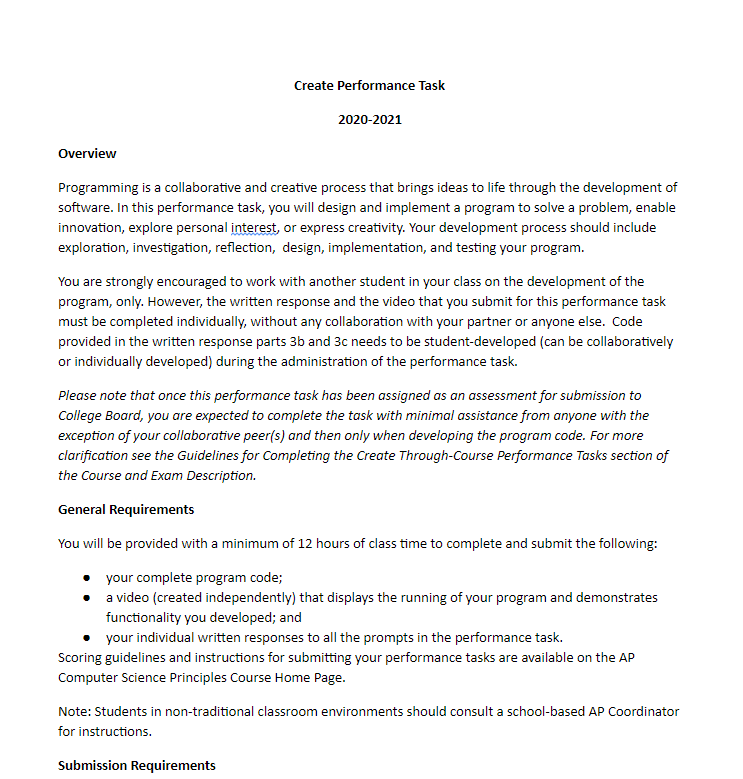 Create Performance Task
2020-2021
Overview
Programming is a collaborative and creative process that brings ideas to life through the development of
software. In this performance task, you will design and implement a program to solve a problem, enable
innovation, explore personal interest, or express creativity. Your development process should include
exploration, investigation, reflection,  design, implementation, and testing your program.
You are strongly encouraged to work with another student in your class on the development of the
program, only. However, the written response and the video that you submit for this performance task
must be completed individually, without any collaboration with your partner or anyone else.  Code
provided in the written response parts 3b and 3c needs to be student-developed (can be collaboratively
or individually developed) during the administration of the performance task.
Please note that once this performance task has been assigned as an assessment for submission to
College Board, you are expected to complete the task with minimal assistance from anyone with the
exception of your collaborative peer(s) and then only when developing the program code. For more
clarification see the Guidelines for Completing the Create Through-Course Performance Tasks section of
the Course and Exam Description.
General Requirements
You will be provided with a minimum of 12 hours of class time to complete and submit the following:
● your complete program code;
● a video (created independently) that displays the running of your program and demonstrates
functionality you developed; and
● your individual written responses to all the prompts in the performance task.
Scoring guidelines and instructions for submitting your performance tasks are available on the AP
Computer Science Principles Course Home Page.
Note: Students in non-traditional classroom environments should consult a school-based AP Coordinator
for instructions.
Submission Requirements